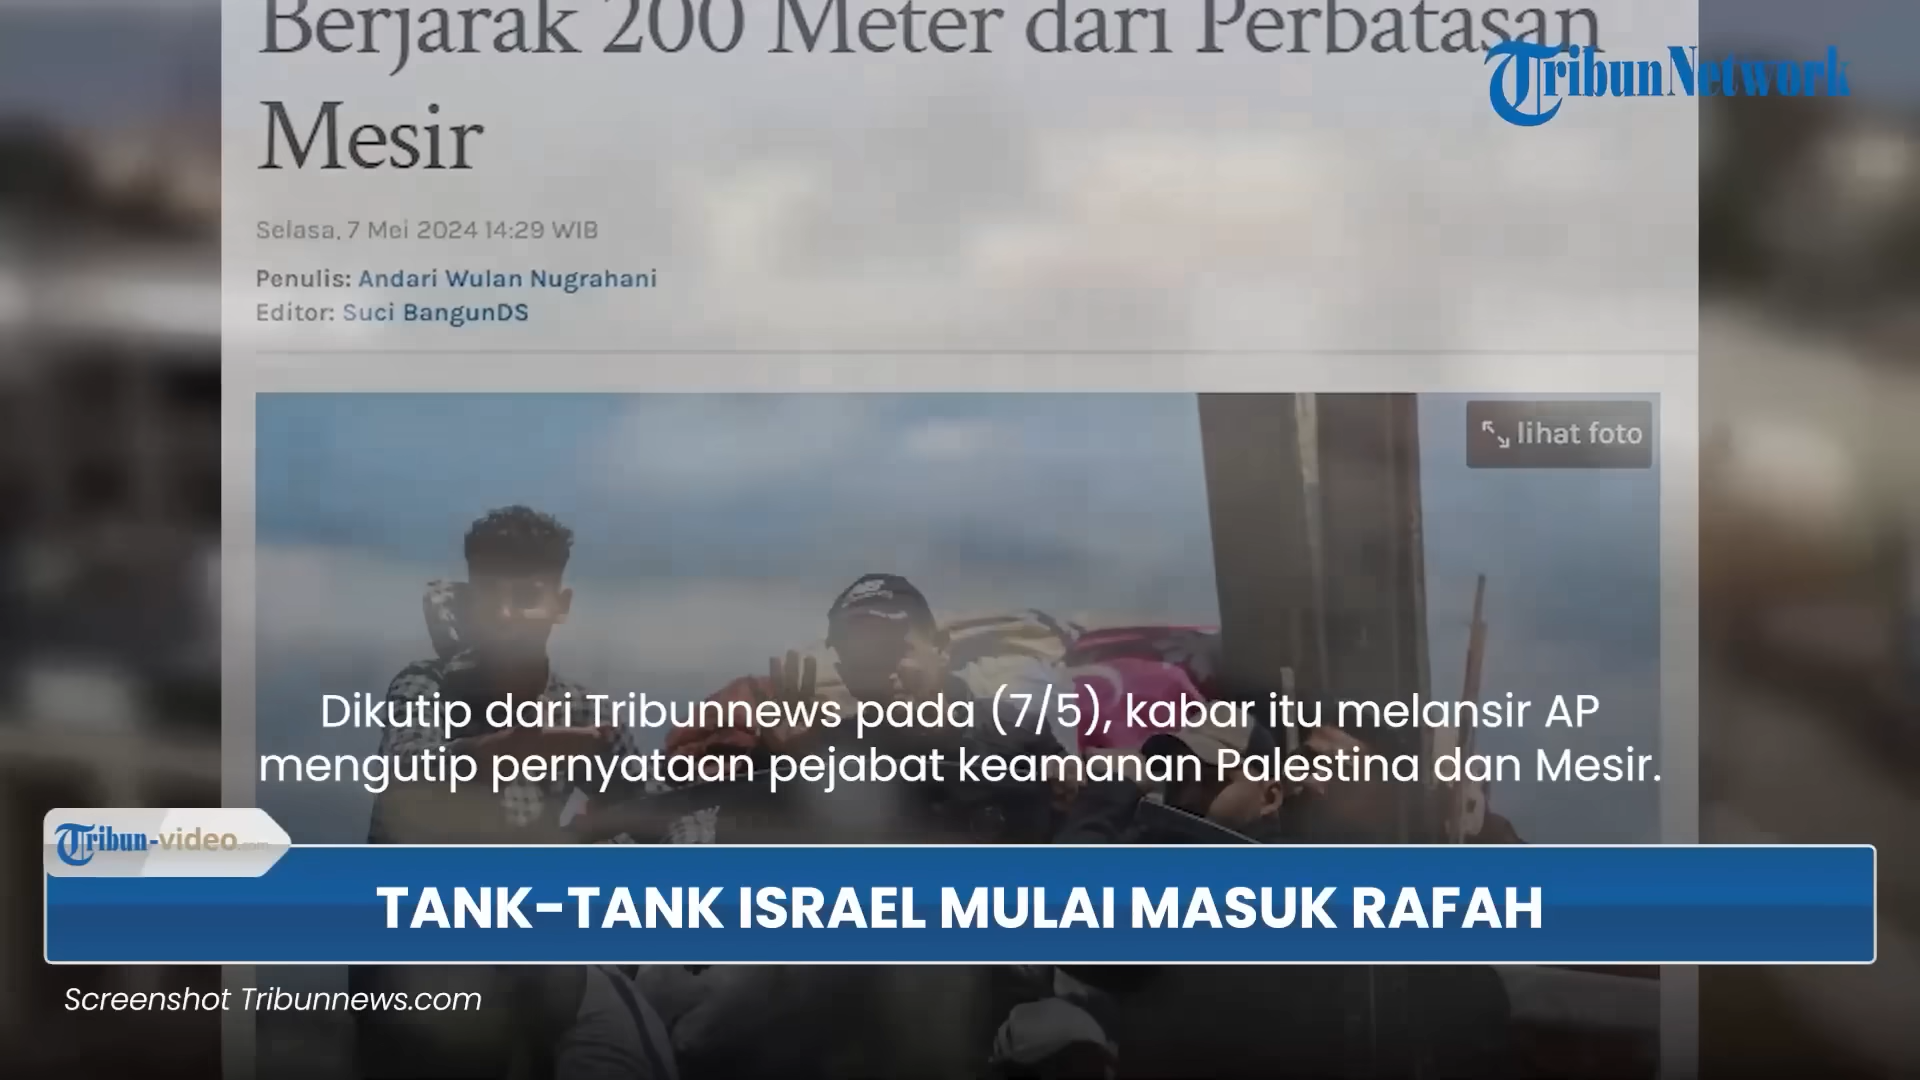 Berjarak 200 Meter dari Perbatasan
TribunNetwork
Mesir
Selasa, 7 Mei 2024 14:29 WIB
Penulis: Andari Wulan Nugrahani
Editor: Suci BangunDS
lihat foto
Dikutip dari Tribunnews pada (7/5), kabar itu melansir AP
mengutip pernyataan pejabat keamanan Palestina dan Mesir.
Tribun-video.com
TANK-TANK ISRAEL MULAI MASUK RAFAH
Screenshot Tribunnews.com